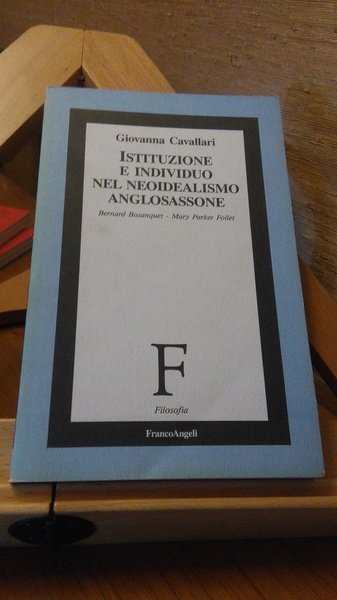 Giovanna Cavallari
ISTITUZIONE
E INDIVIDUO
NEL NEOIDEALISMO
ANGLOSASSONE
Bernard Bosanquet - Mary Parker Follet
F
Filosofia
FrancoAngeli